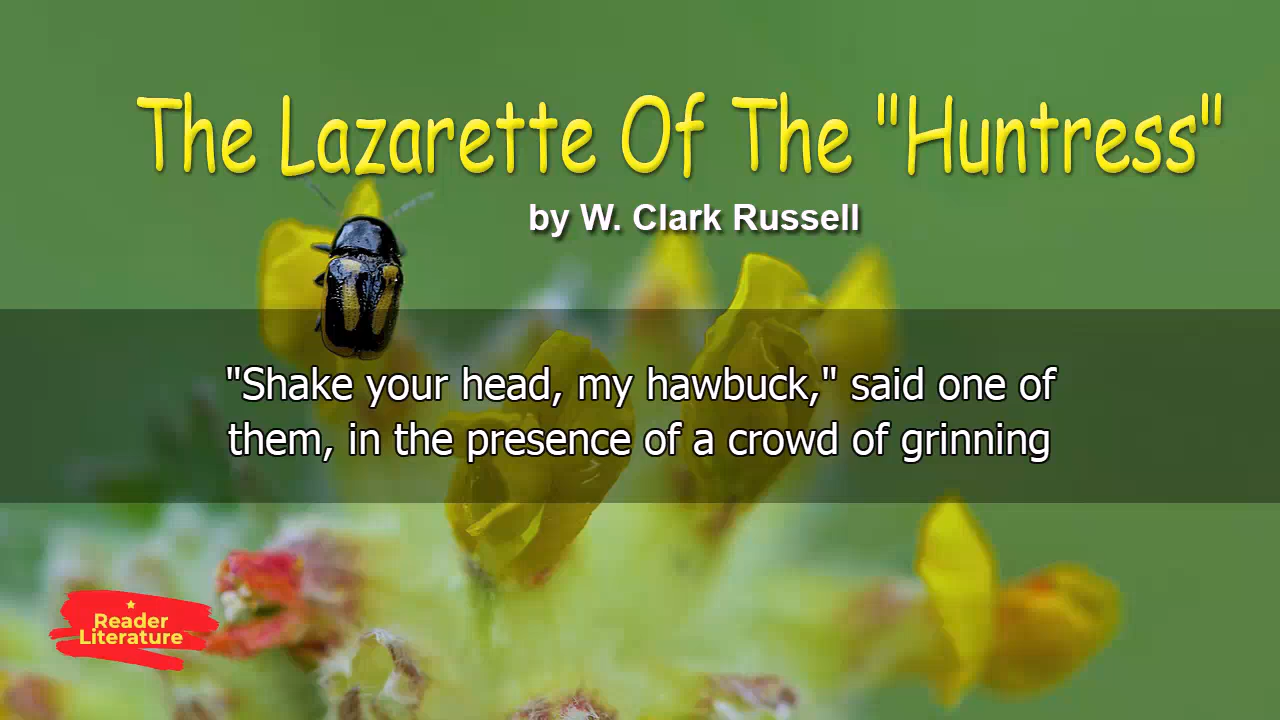 The Lazarette Of The "Huntress"
by W. Clark Russell
"Shake your head, my hawbuck," said one of
them, in the presence of a crowd of grinning
Reader
Literature